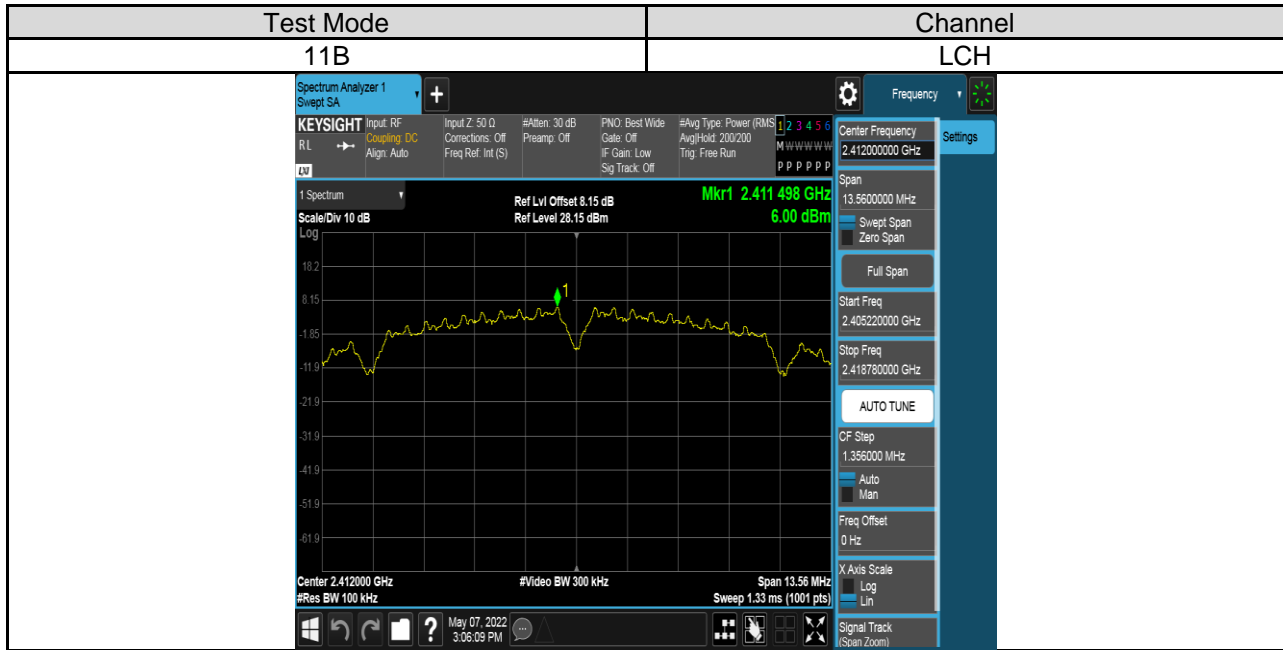 Test Mode Channel
11B LCH
Spectrum Analyzer 1
Swept SA
+
Frequency
KEYSIGHT Input: RF Input Z: 50 Ω #Atten: 30 dB PNO: Best Wide #Avg Type: Power (RMS 1 2 3 4 5 6
RL Coupling: DC Corrections: Off Preamp: Off Gate: Off Avg|Hold: 200/200 M W W W W W
Align: Auto Freq Ref: Int (S) IF Gain: Low Trig: Free Run
LXI Sig Track: Off P P P P P P
1 Spectrum
Ref Lvl Offset 8.15 dB Mkr1 2.411 498 GHz
Scale/Div 10 dB Ref Level 28.15 dBm 6.00 dBm
Log
18.2
8.15
-1.85
-11.9
-21.9
-31.9
-41.9
-51.9
-61.9
1
Center 2.412000 GHz #Video BW 300 kHz Span 13.56 MHz
#Res BW 100 kHz Sweep 1.33 ms (1001 pts)
May 07, 2022
3:06:09 PM
?
Center Frequency
2.412000000 GHz
Settings
Span
13.5600000 MHz
Swept Span
Zero Span
Full Span
Start Freq
2.405220000 GHz
Stop Freq
2.418780000 GHz
AUTO TUNE
CF Step
1.356000 MHz
Auto
Man
Freq Offset
0 Hz
X Axis Scale
Log
Lin
Signal Track
(Span Zoom)